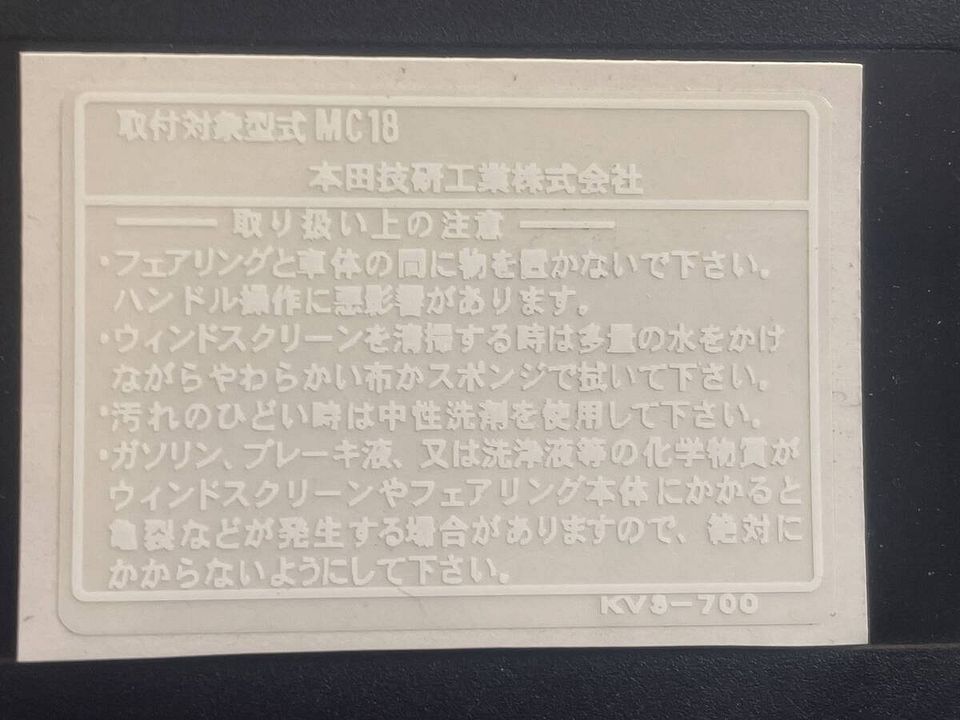 取付対象型式 MC18
本田技研工業株式会社
取り扱い上の注意
・フェアリングと車体の間に物を置かないで下さい。
ハンドル操作に悪影響があります。
・ウィンドスクリーンを清掃する時は多量の水をかけ
ながらやわらかい布かスポンジで拭いて下さい。
・汚れのひどい時は中性洗剤を使用して下さい。
・ガソリン、ブレーキ液、又は洗浄液等の化学物質が
ウィンドスクリーンやフェアリング本体にかかると
亀裂などが発生する場合がありますので、絶対に
かからないようにして下さい。
KV3-700